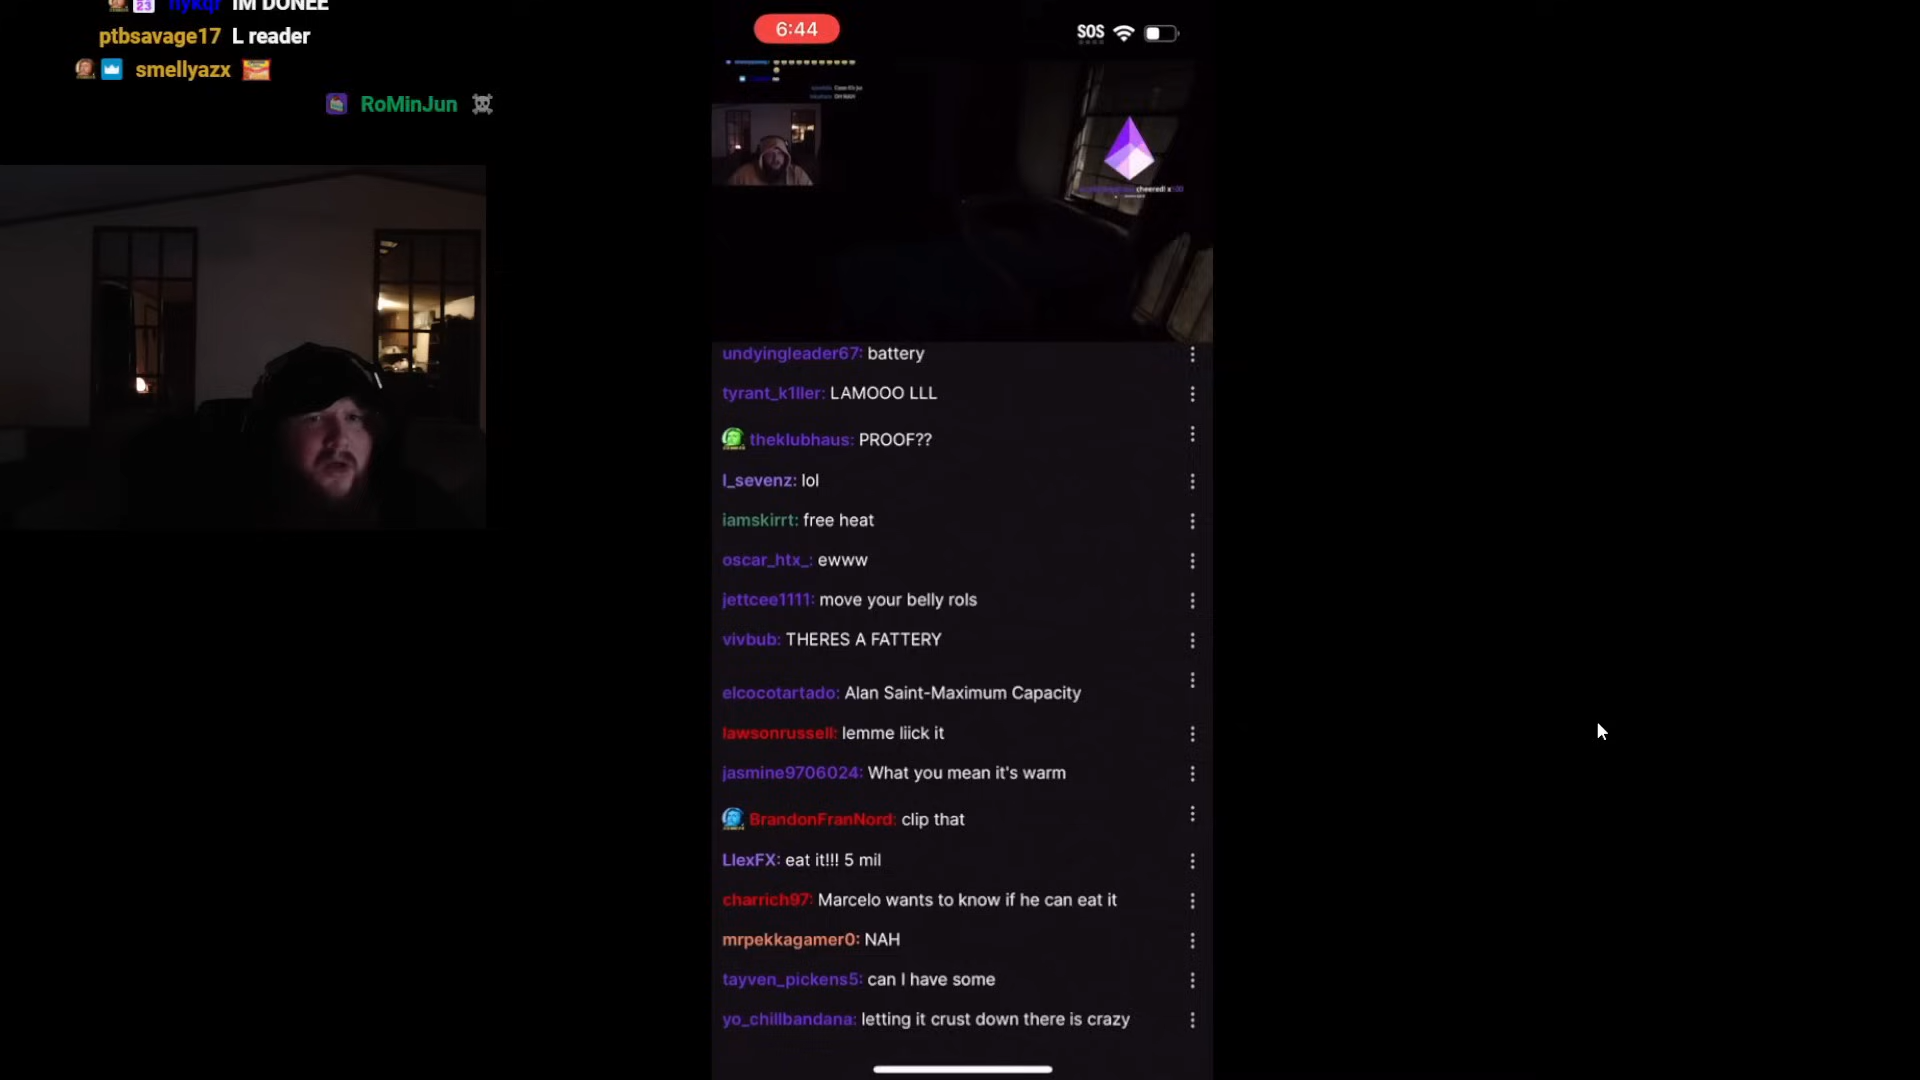 flykqr IM DONEE
ptbsavage17 L reader
smellyazx
RoMinJun
6:44
SOS
cheered! x100
undyingleader67: battery
tyrant_k1ller: LAMOOO LLL
theklubhaus: PROOF??
l_sevenz: lol
iamskirrt: free heat
oscar_htx_: ewww
jettcee1111: move your belly rols
vivbub: THERES A FATTERY
elcocotartado: Alan Saint-Maximum Capacity
lawsonrussell: lemme liick it
jasmine9706024: What you mean it's warm
BrandonFranNord: clip that
LlexFX: eat it!!! 5 mil
charrich97: Marcelo wants to know if he can eat it
mrpekkagamer0: NAH
tayven_pickens5: can I have some
yo_chillbandana: letting it crust down there is crazy